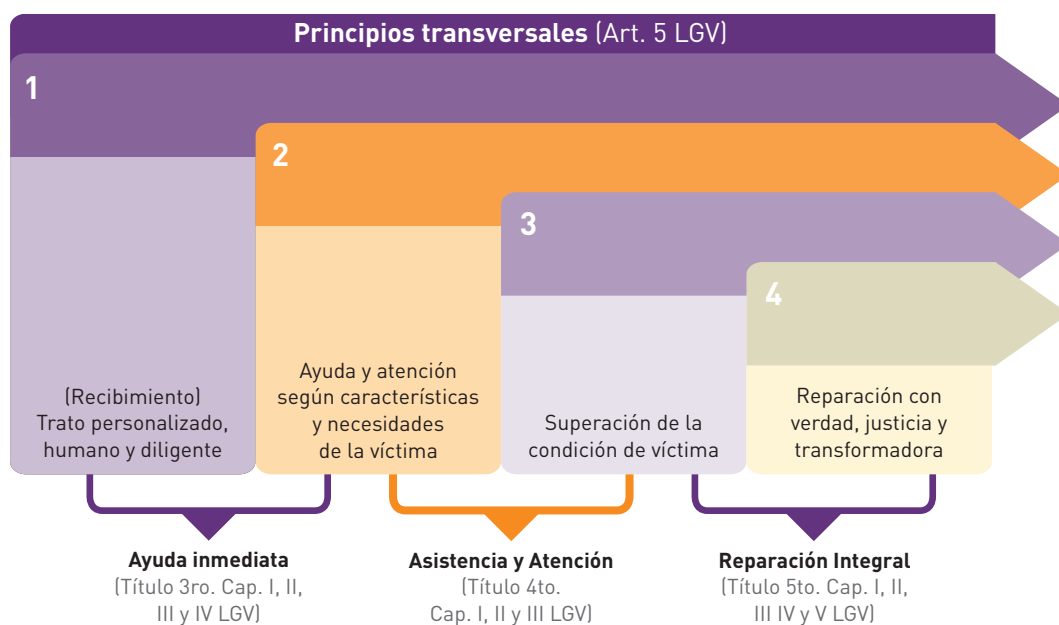 Principios transversales (Art. 5 LGV)
1
2
3
4
(Recibimiento)
Trato personalizado,
humano y diligente
Ayuda y atención
según características
y necesidades
de la víctima
Superación de la
condición de víctima
Reparación con
verdad, justicia y
transformadora
Ayuda inmediata
(Título 3ro. Cap. I, II,
III y IV LGV)
Asistencia y Atención
(Título 4to.
Cap. I, II y III LGV)
Reparación Integral
(Título 5to. Cap. I, II,
III IV y V LGV)